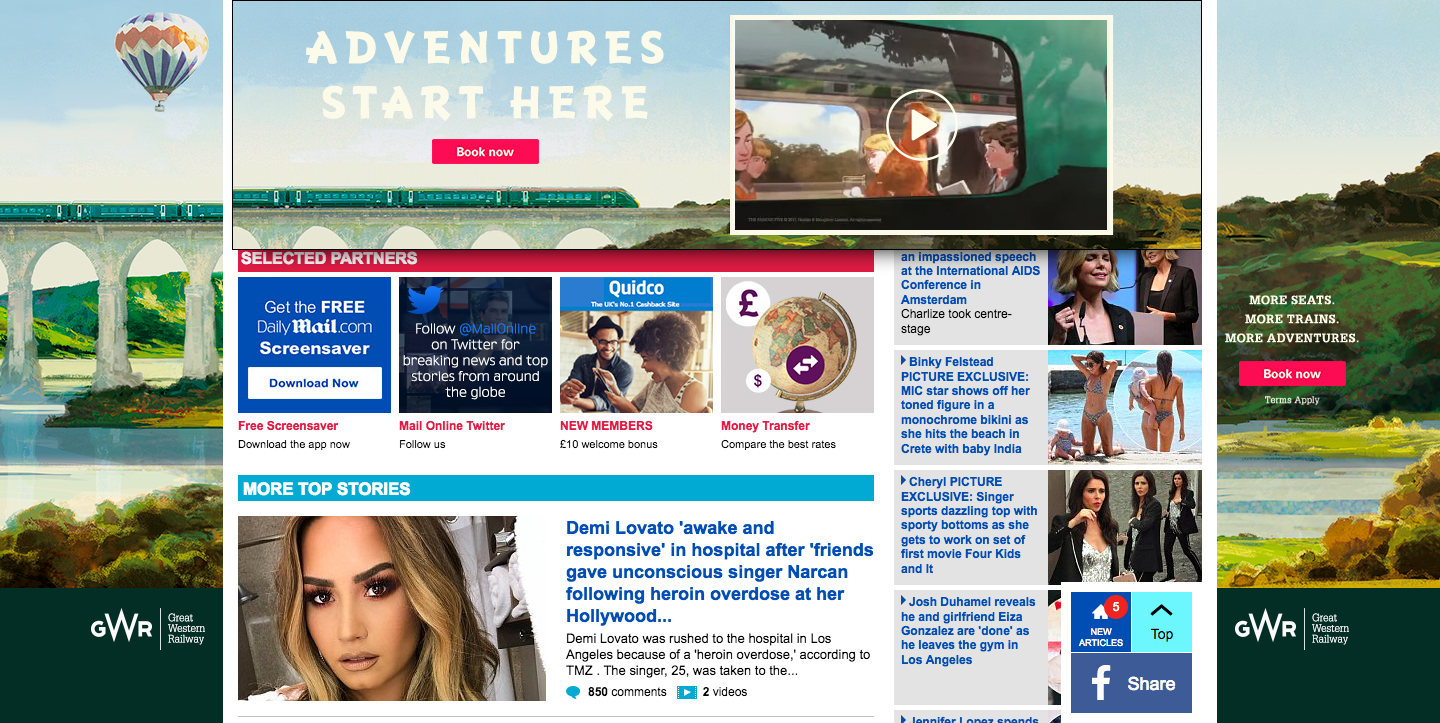 ADVENTURES
START HERE
Book now
SELECTED PARTNERS
Get the FREE
Daily Mail.com
Screensaver
Download Now
Free Screensaver
Download the app now
Follow @MailOnline
on Twitter for
breaking news and top
stories from around
the globe
Mail Online Twitter
Follow us
Quidco
The UK's No.1 Cashback Site
NEW MEMBERS
£10 welcome bonus
£
$
Money Transfer
Compare the best rates
MORE TOP STORIES
Demi Lovato 'awake and
responsive' in hospital after 'friends
gave unconscious singer Narcan
following heroin overdose at her
Hollywood...
Demi Lovato was rushed to the hospital in Los
Angeles because of a 'heroin overdose,' according to
TMZ . The singer, 25, was taken to the...
850 comments
2 videos
an impassioned speech
at the International AIDS
Conference in
Amsterdam
Charlize took centre-
stage
Binky Felstead
PICTURE EXCLUSIVE:
MIC star shows off her
toned figure in a
monochrome bikini as
she hits the beach in
Crete with baby India
Cheryl PICTURE
EXCLUSIVE: Singer
sports dazzling top with
sporty bottoms as she
gets to work on set of
first movie Four Kids
and It
Josh Duhamel reveals
he and girlfriend Eiza
Gonzalez are 'done' as
he leaves the gym in
Los Angeles
Jennifer Lopez spends
5
NEW
ARTICLES
Top
f Share
MORE SEATS.
MORE TRAINS.
MORE ADVENTURES.
Book now
Terms Apply
GWR
Great
Western
Railway
GWR
Great
Western
Railway